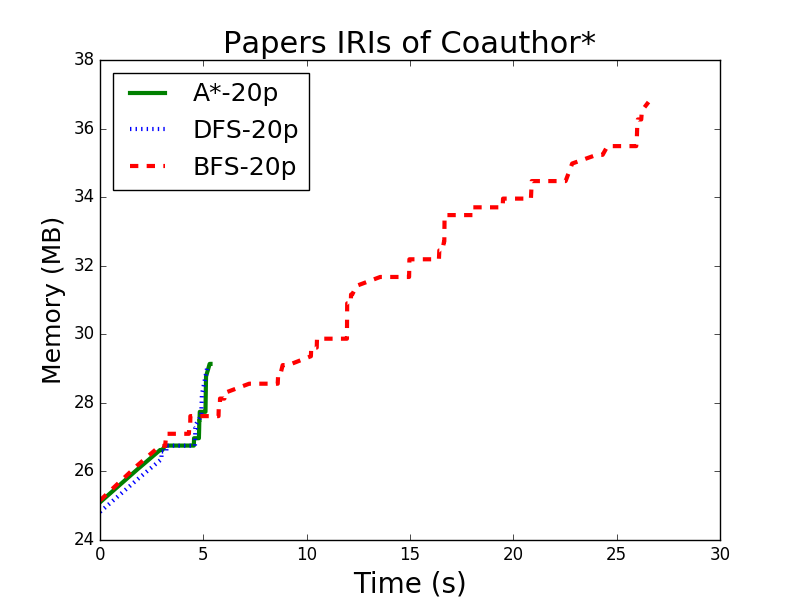 Papers IRIs of Coauthor*
A*-20p
DFS-20p
BFS-20p
Memory (MB)
38
36
34
32
30
28
26
24
0 5 10 15 20 25 30
Time (s)